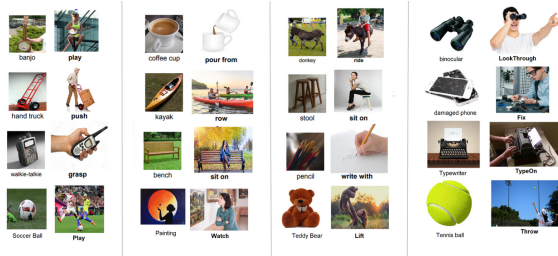 banjo
play
coffee cup
pour from
donkey
ride
binocular
LookThrough
hand truck
push
kayak
row
stool
sit on
damaged phone
Fix
walkie-talkie
grasp
bench
sit on
pencil
write with
Typewriter
TypeOn
Soccer Ball
Play
Painting
Watch
Teddy Bear
Lift
Tennis ball
Throw